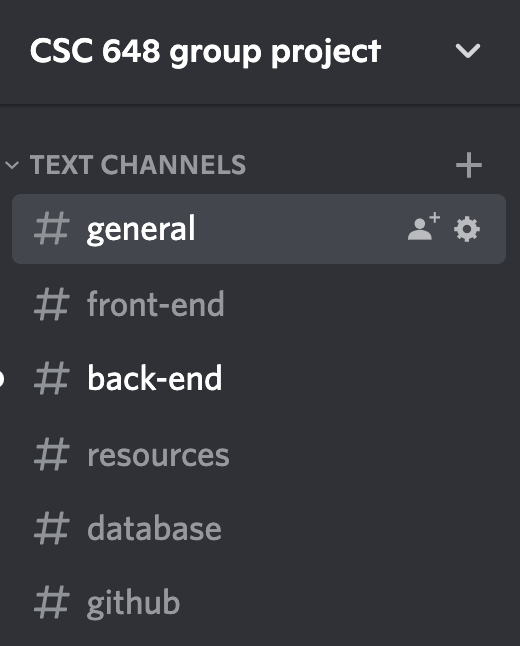 CSC 648 group project
TEXT CHANNELS
# general
# front-end
# back-end
# resources
# database
# github